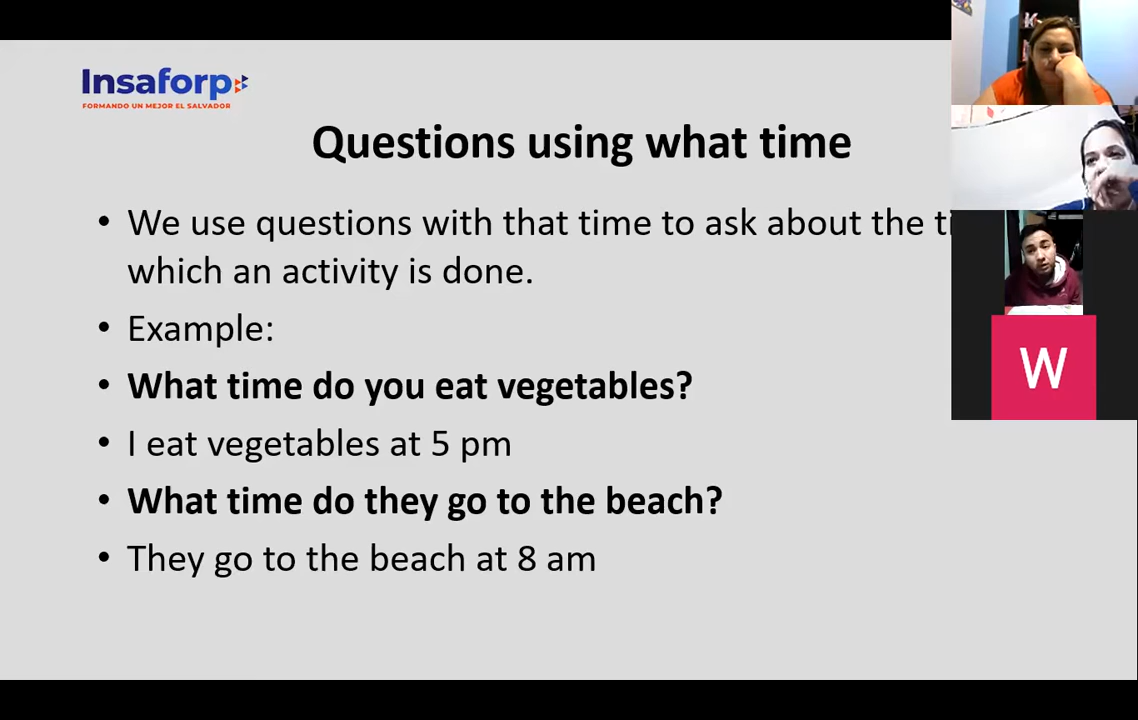 Insaforp
FORMANDO UN MEJOR EL SALVADOR
Questions using what time
• We use questions with that time to ask about the
which an activity is done.
• Example:
• What time do you eat vegetables?
• I eat vegetables at 5 pm
• What time do they go to the beach?
• They go to the beach at 8 am
W